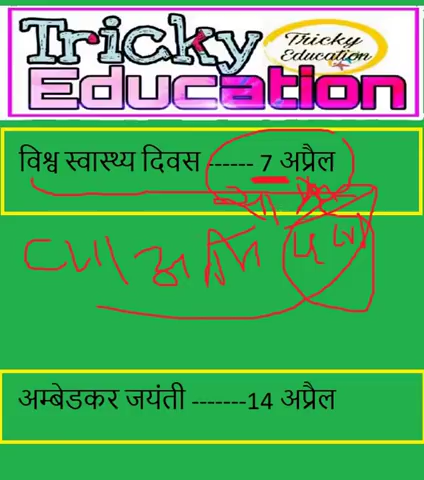 Tricky
Education
Tricky
Education
विश्व स्वास्थ्य दिवस ------ 7 अप्रैल
अम्बेडकर जयंती -------14 अप्रैल